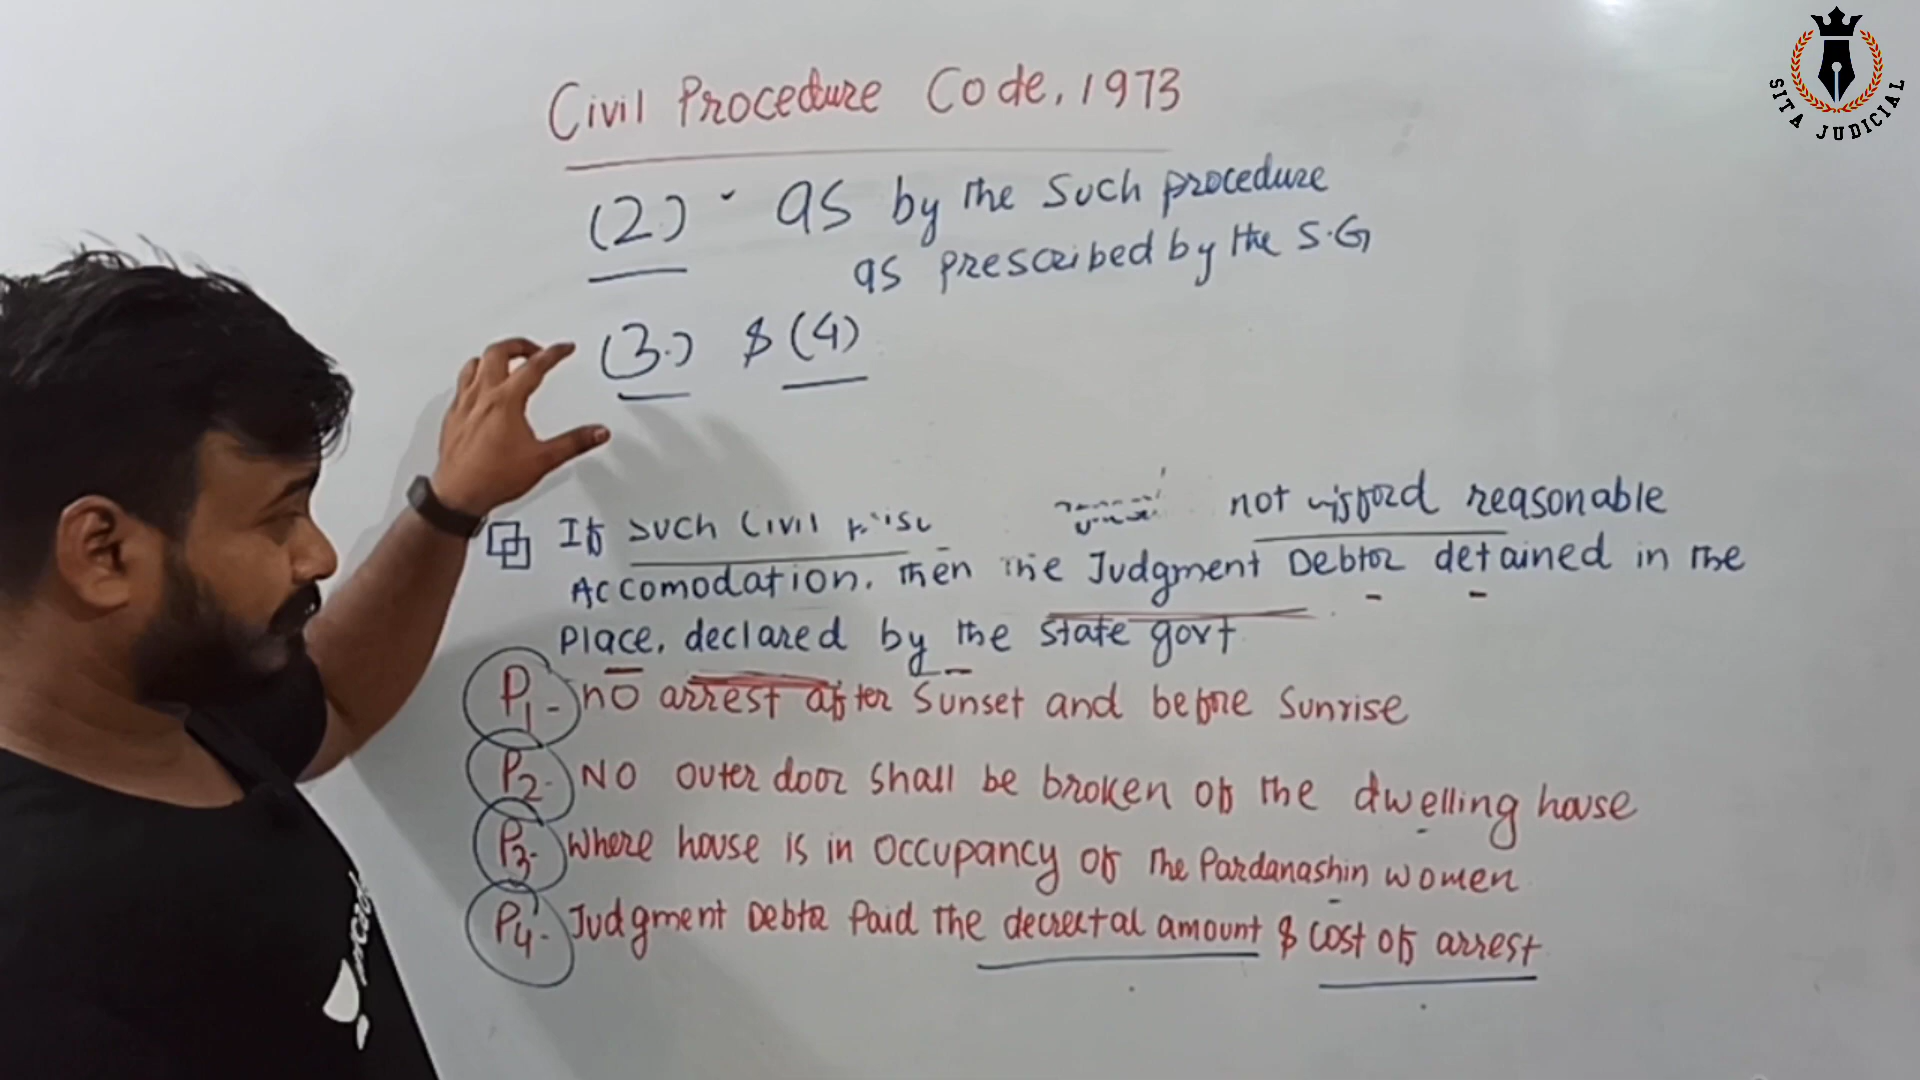 SITA JUDICIAL
Civil Procedure Code, 1973
(2.) - as by the such procedure
as prescribed by the S.G
(3.) & (4)
If such civil not afford reasonable
Accomodation. Then the Judgment Debtor detained in the
Place, declared by the state govt.
P1- no arrest after Sunset and before Sunrise
P2- NO outer door shall be broken of the dwelling house
P3- Where house is in occupancy of the Pardanashin women.
P4- Judgment Debtor Paid the decreetal amount & cost of arrest